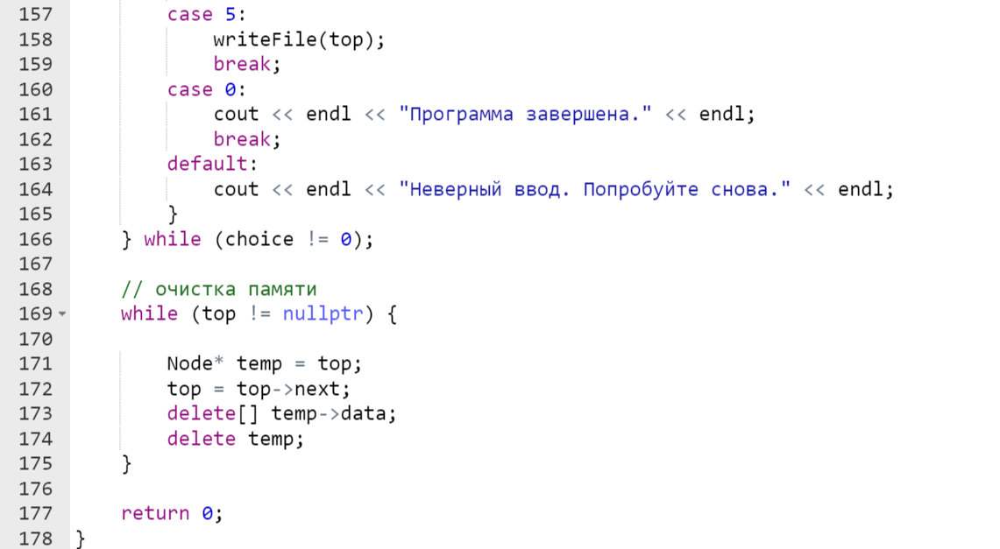 157 case 5:
158 writeFile(top);
159 break;
160 case 0:
161 cout << endl << "Программа завершена." << endl;
162 break;
163 default:
164 cout << endl << "Неверный ввод. Попробуйте снова." << endl;
165 }
166 } while (choice != 0);
167
168 // очистка памяти
169 while (top != nullptr) {
170
171 Node* temp = top;
172 top = top->next;
173 delete[] temp->data;
174 delete temp;
175 }
176
177 return 0;
178 }